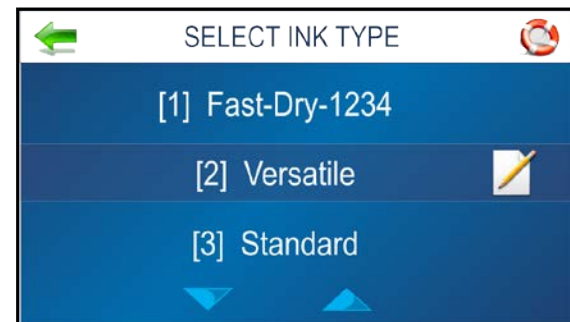 SELECT INK TYPE
[1] Fast-Dry-1234
[2] Versatile
[3] Standard